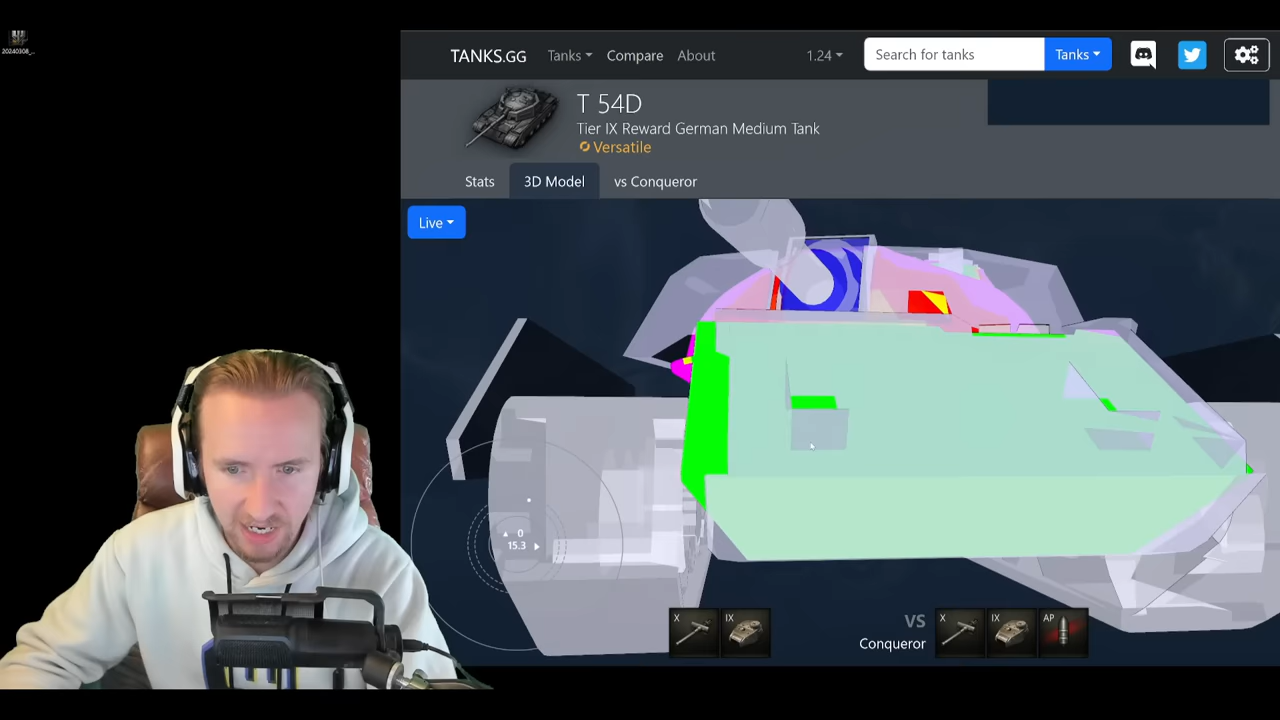 20240308_...
TANKS.GG Tanks Compare About 1.24 Search for tanks Tanks
T 54D
Tier IX Reward German Medium Tank
Versatile
Stats 3D Model vs Conqueror
Live
0
15.3
X IX VS X IX AP
Conqueror